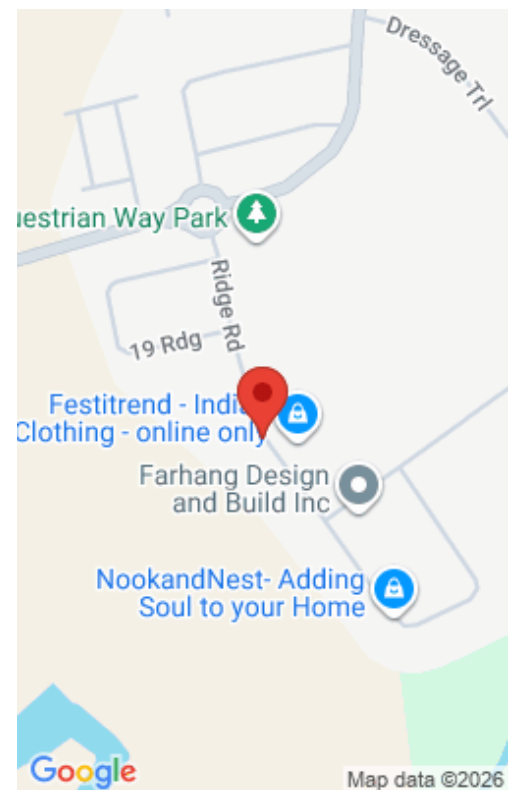 Dressage Trl
uestrian Way Park
Ridge Rd
19 Rdg
Festitrend - India
Clothing - online only
Farhang Design
and Build Inc
NookandNest- Adding
Soul to your Home
Google
Map data ©2026